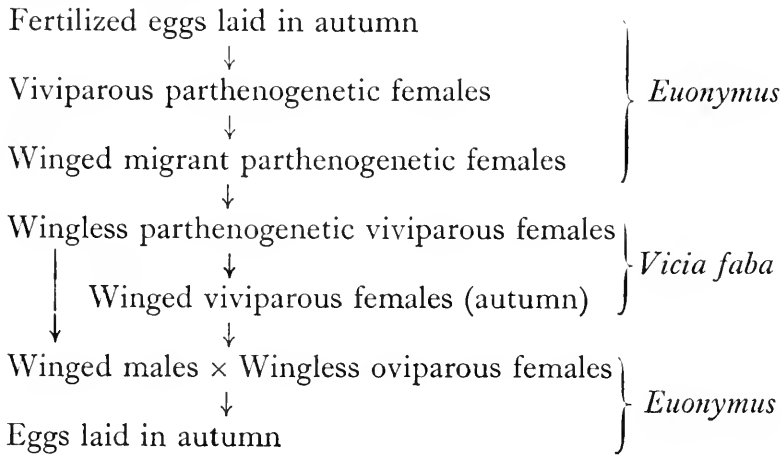 Fertilized eggs laid in autumn
↓
Viviparous parthenogenetic females
Euonymus
↓
Winged migrant parthenogenetic females
↓
Wingless parthenogenetic viviparous females
↓
Vicia faba
Winged viviparous females (autumn)
↓ ↓
Winged males × Wingless oviparous females
↓
Euonymus
Eggs laid in autumn